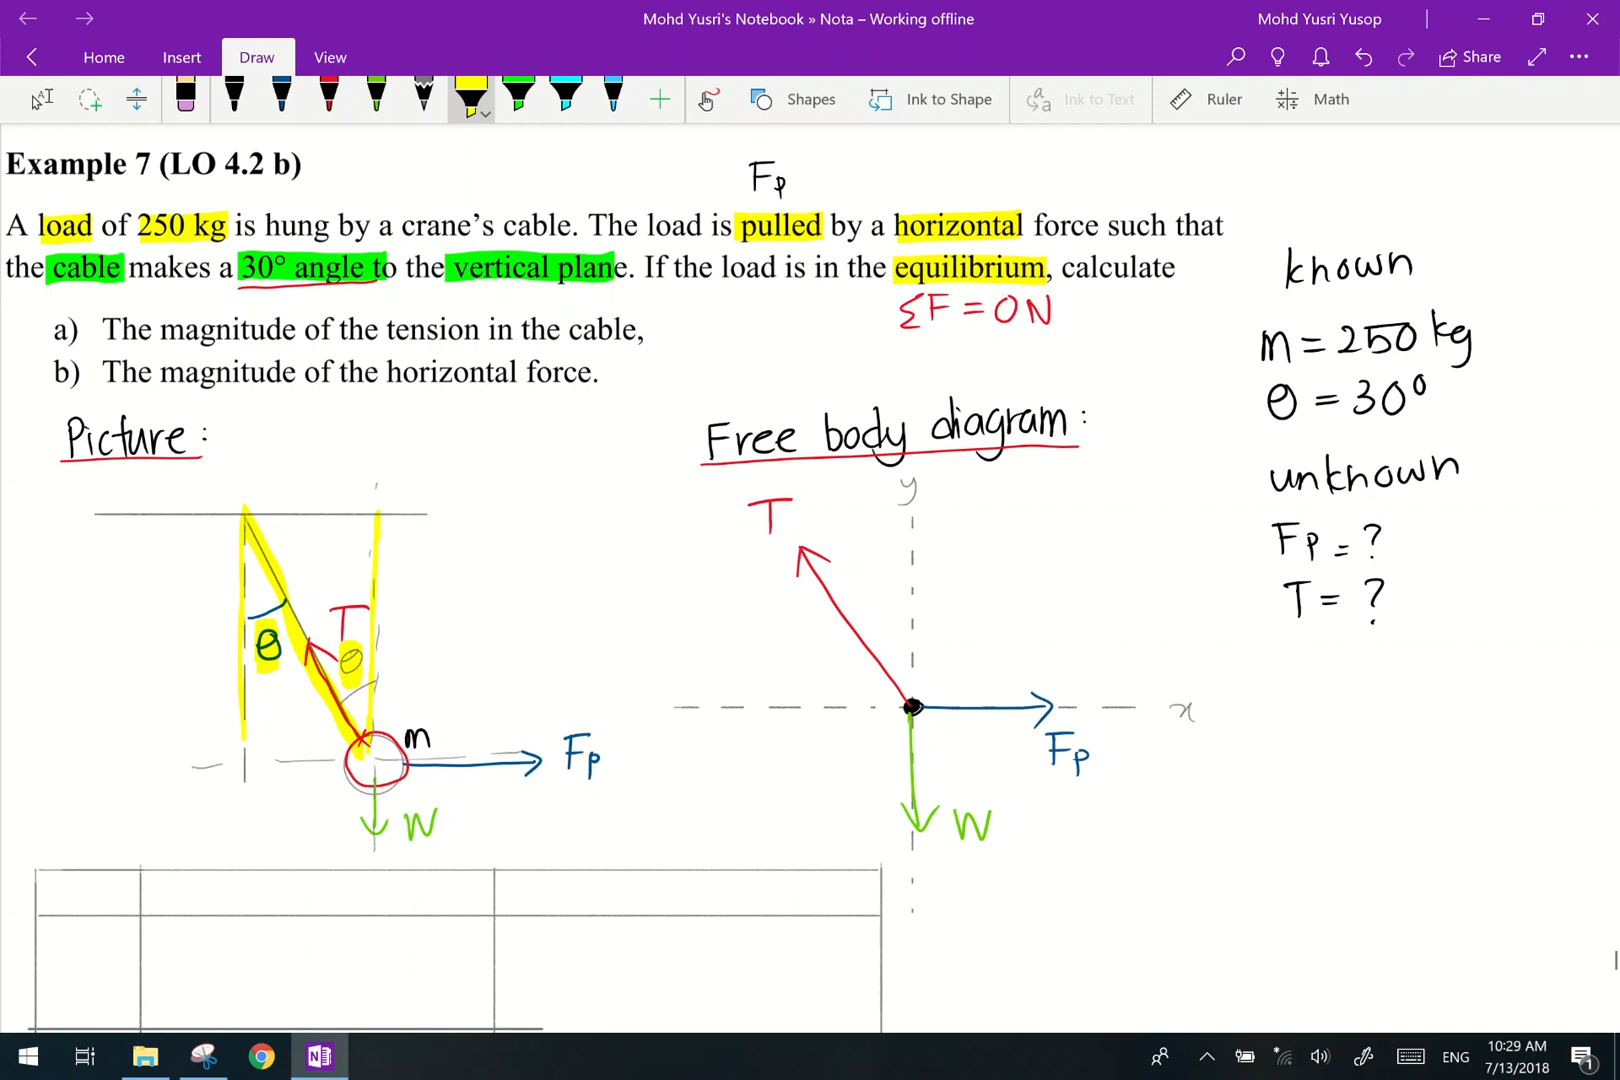 Mohd Yusri's Notebook » Nota – Working offline
Mohd Yusri Yusop
Home Insert Draw View
Share
Shapes Ink to Shape Ink to Text Ruler Math
Example 7 (LO 4.2 b)
Fp
A load of 250 kg is hung by a crane's cable. The load is pulled by a horizontal force such that
the cable makes a 30° angle to the vertical plane. If the load is in the equilibrium, calculate
ΣF = 0 N
a) The magnitude of the tension in the cable,
b) The magnitude of the horizontal force.
known
m = 250 kg
θ = 30°
unknown
Fp = ?
T = ?
Picture :
θ
T
θ
m
Fp
W
Free body diagram :
y
T
x
Fp
W
ENG
10:29 AM
7/13/2018
1